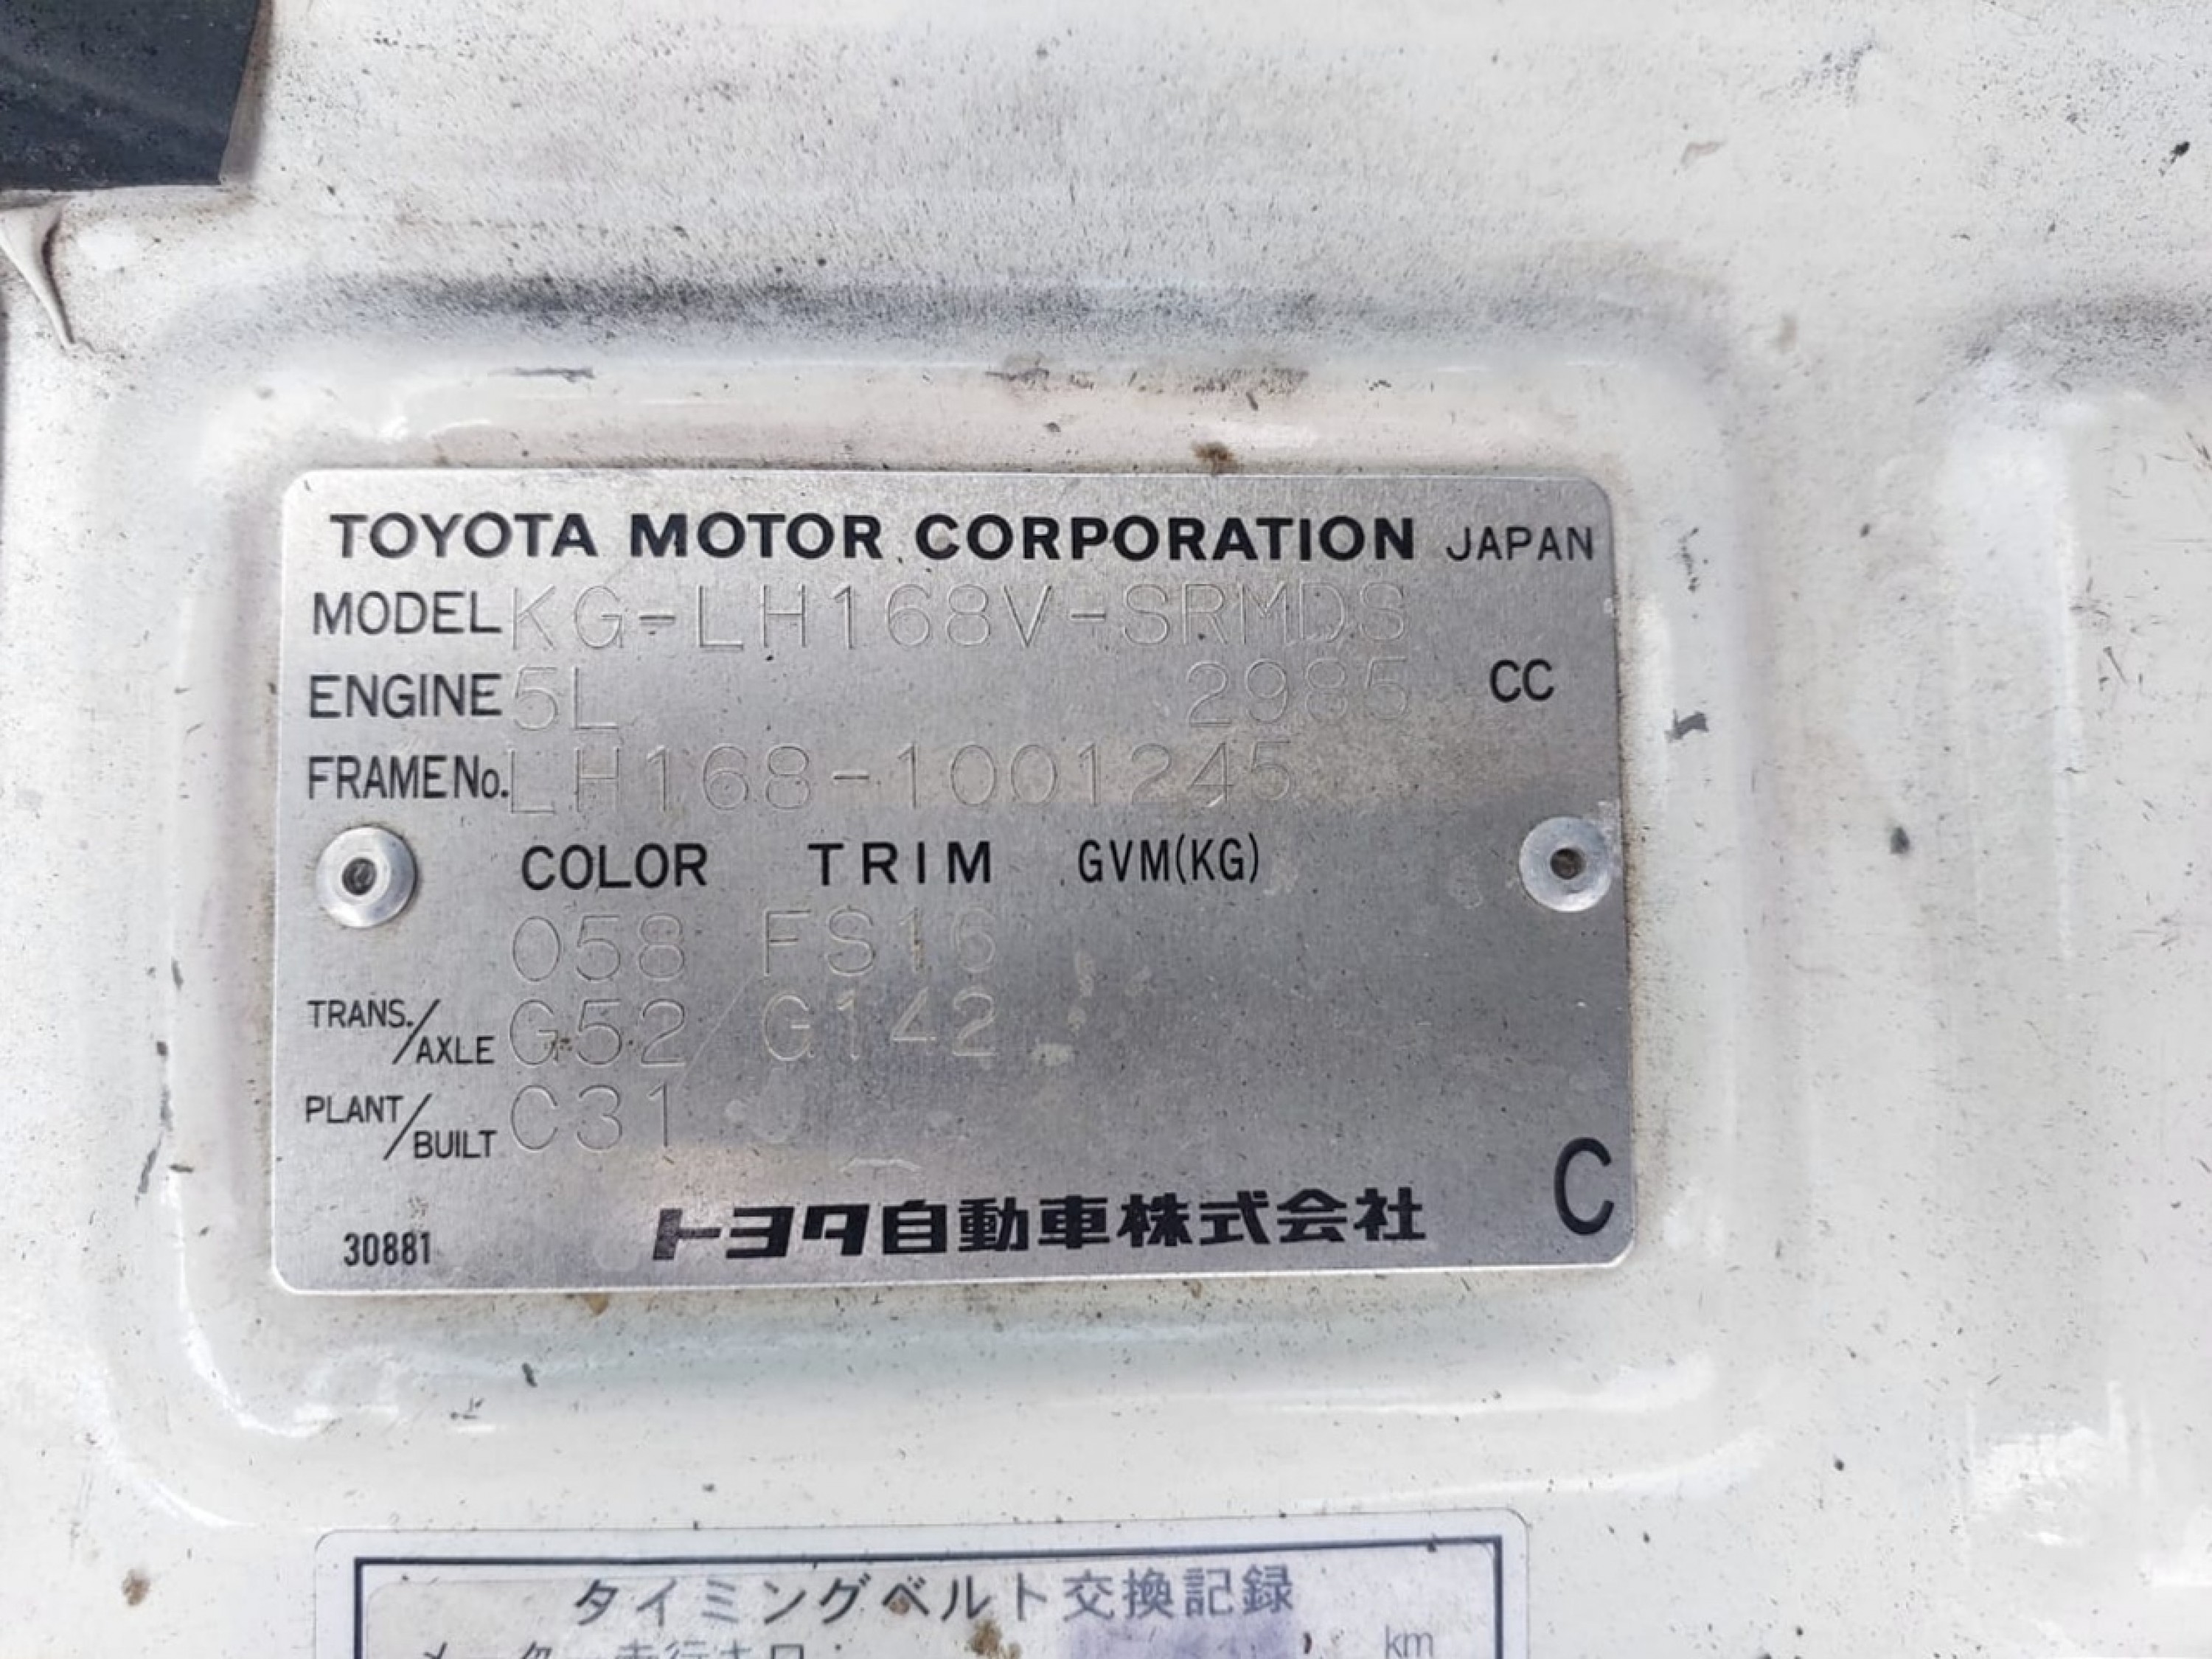 TOYOTA MOTOR CORPORATION JAPAN
MODEL KG-LH168V-SRMDS
ENGINE 5L 2985 CC
FRAME No. LH168-1001245
COLOR TRIM GVM(KG)
058 FS16
TRANS./AXLE G52/G142
PLANT/BUILT C31
C
30881 トヨタ自動車株式会社
タイミングベルト交換記録
km